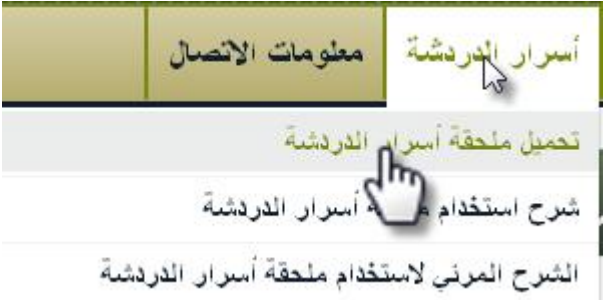 أسرار الدردشة معلومات الاتصال
تحميل ملحقة أسرار الدردشة
شرح استخدام أسرار الدردشة
الشرح المرئي لاستخدام ملحقة أسرار الدردشة